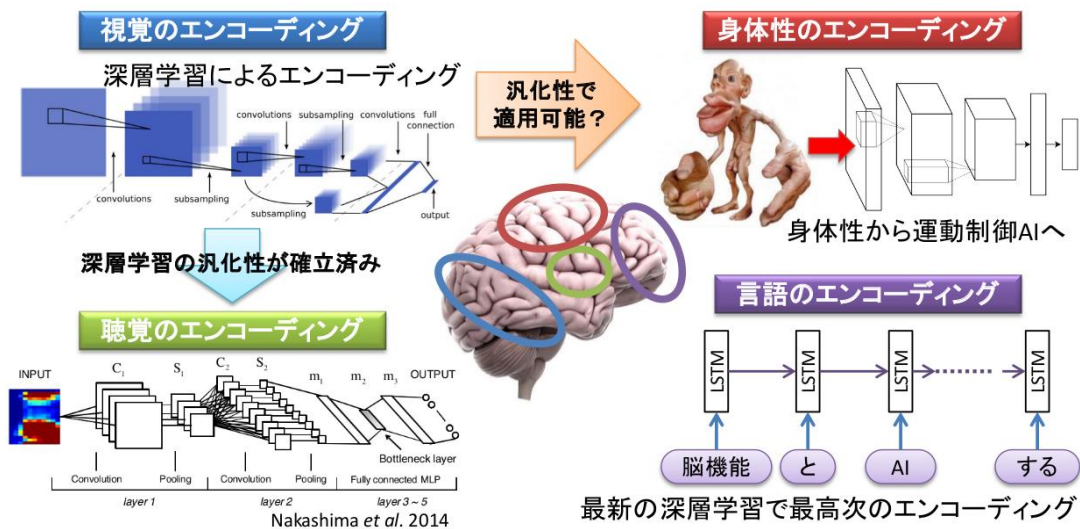 視覚のエンコーディング
深層学習によるエンコーディング
convolutions
subsampling
convolutions
subsampling
convolutions
full
connection
subsampling
output
深層学習の汎化性が確立済み
汎化性で
適用可能?
身体性のエンコーディング
身体性から運動制御AIへ
聴覚のエンコーディング
INPUT
C1
S1
C2
S2
m1
m2
m3
OUTPUT
Bottleneck layer
Convolution
Pooling
Convolution
Pooling
Fully connected MLP
layer 1
layer 2
layer 3 ~ 5
Nakashima et al. 2014
言語のエンコーディング
LSTM
LSTM
LSTM
LSTM
脳機能
と
AI
する
最新の深層学習で最高次のエンコーディング